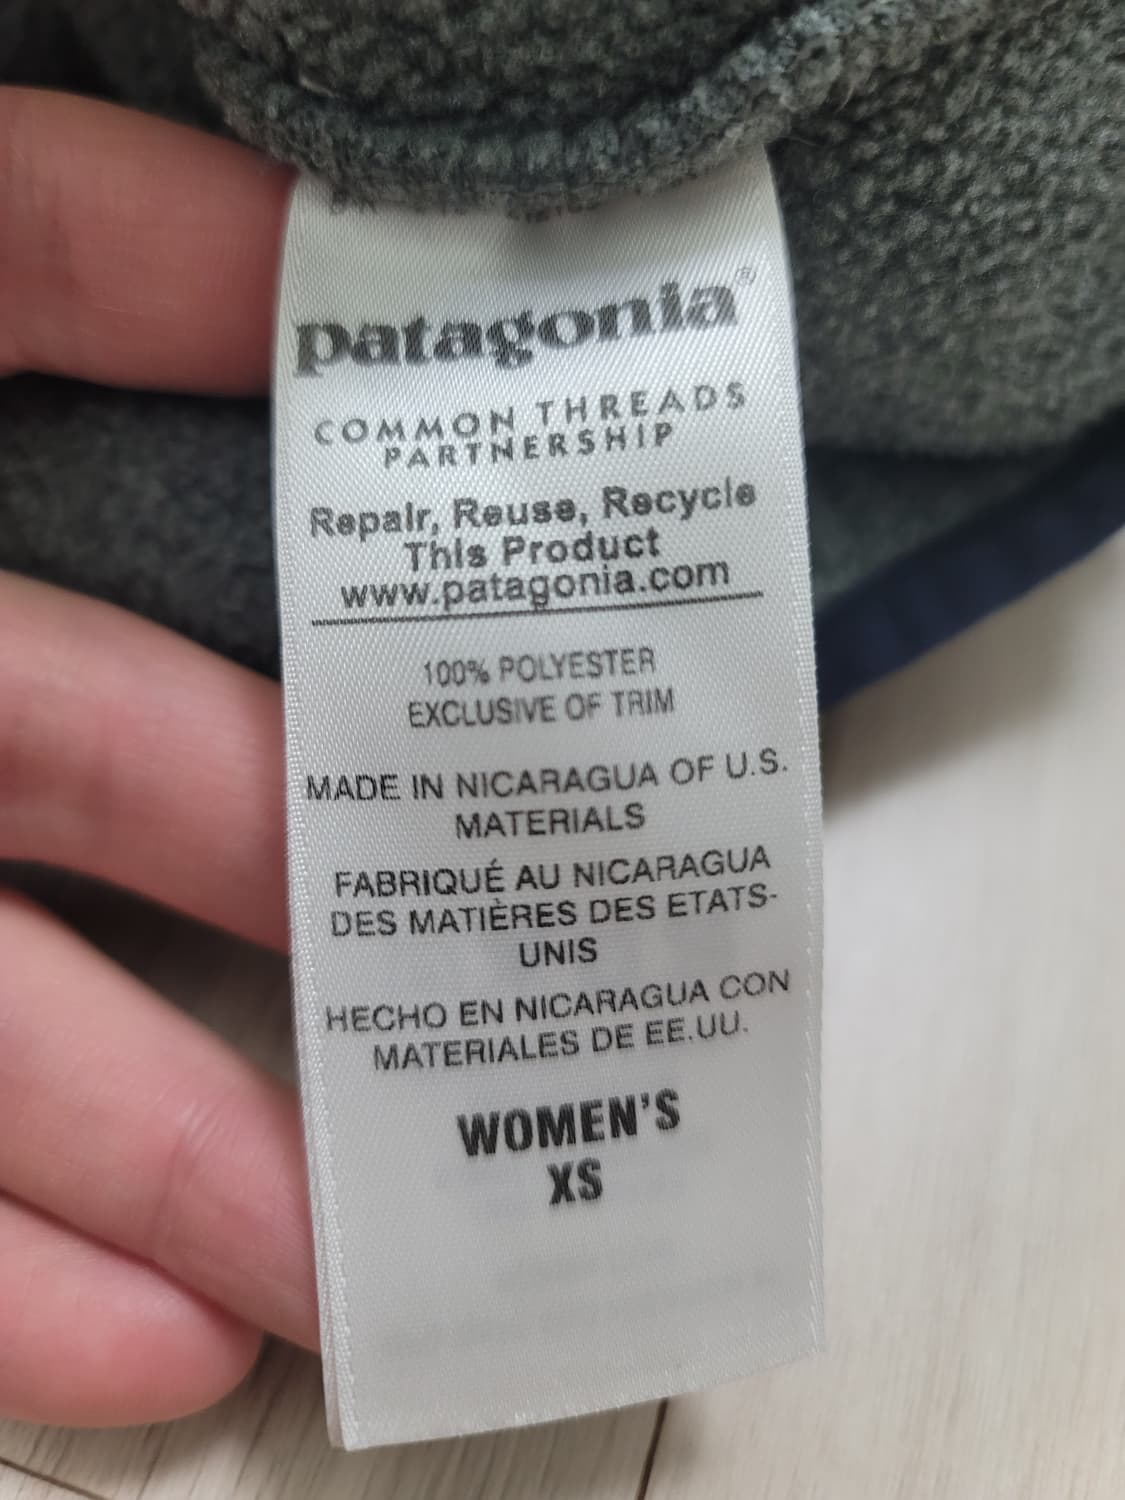 patagonia®
COMMON THREADS
PARTNERSHIP
Repair, Reuse, Recycle
This Product
www.patagonia.com
100% POLYESTER
EXCLUSIVE OF TRIM
MADE IN NICARAGUA OF U.S.
MATERIALS
FABRIQUÉ AU NICARAGUA
DES MATIÈRES DES ETATS-
UNIS
HECHO EN NICARAGUA CON
MATERIALES DE EE.UU.
WOMEN'S
XS